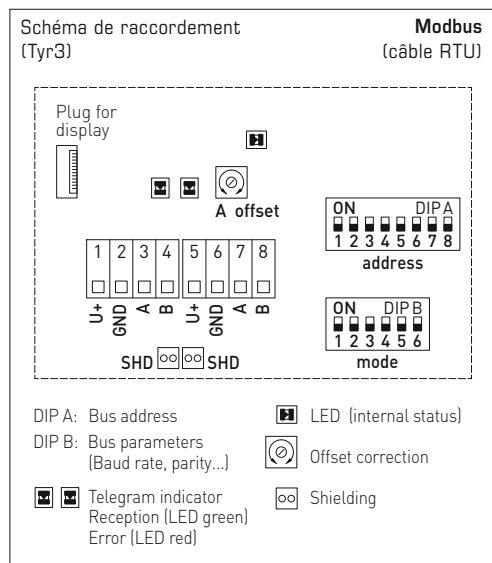 Schéma de raccordement Modbus
(Tyr3) (câble RTU)
Plug for
display
A offset
ON DIP A
1 2 3 4 5 6 7 8
address
1 2 3 4 5 6 7 8
U+ GND A B U+ GND A B
ON DIP B
1 2 3 4 5 6
mode
SHD SHD
DIP A: Bus address
DIP B: Bus parameters
(Baud rate, parity...)
Telegram indicator
Reception (LED green)
Error (LED red)
LED (internal status)
Offset correction
Shielding